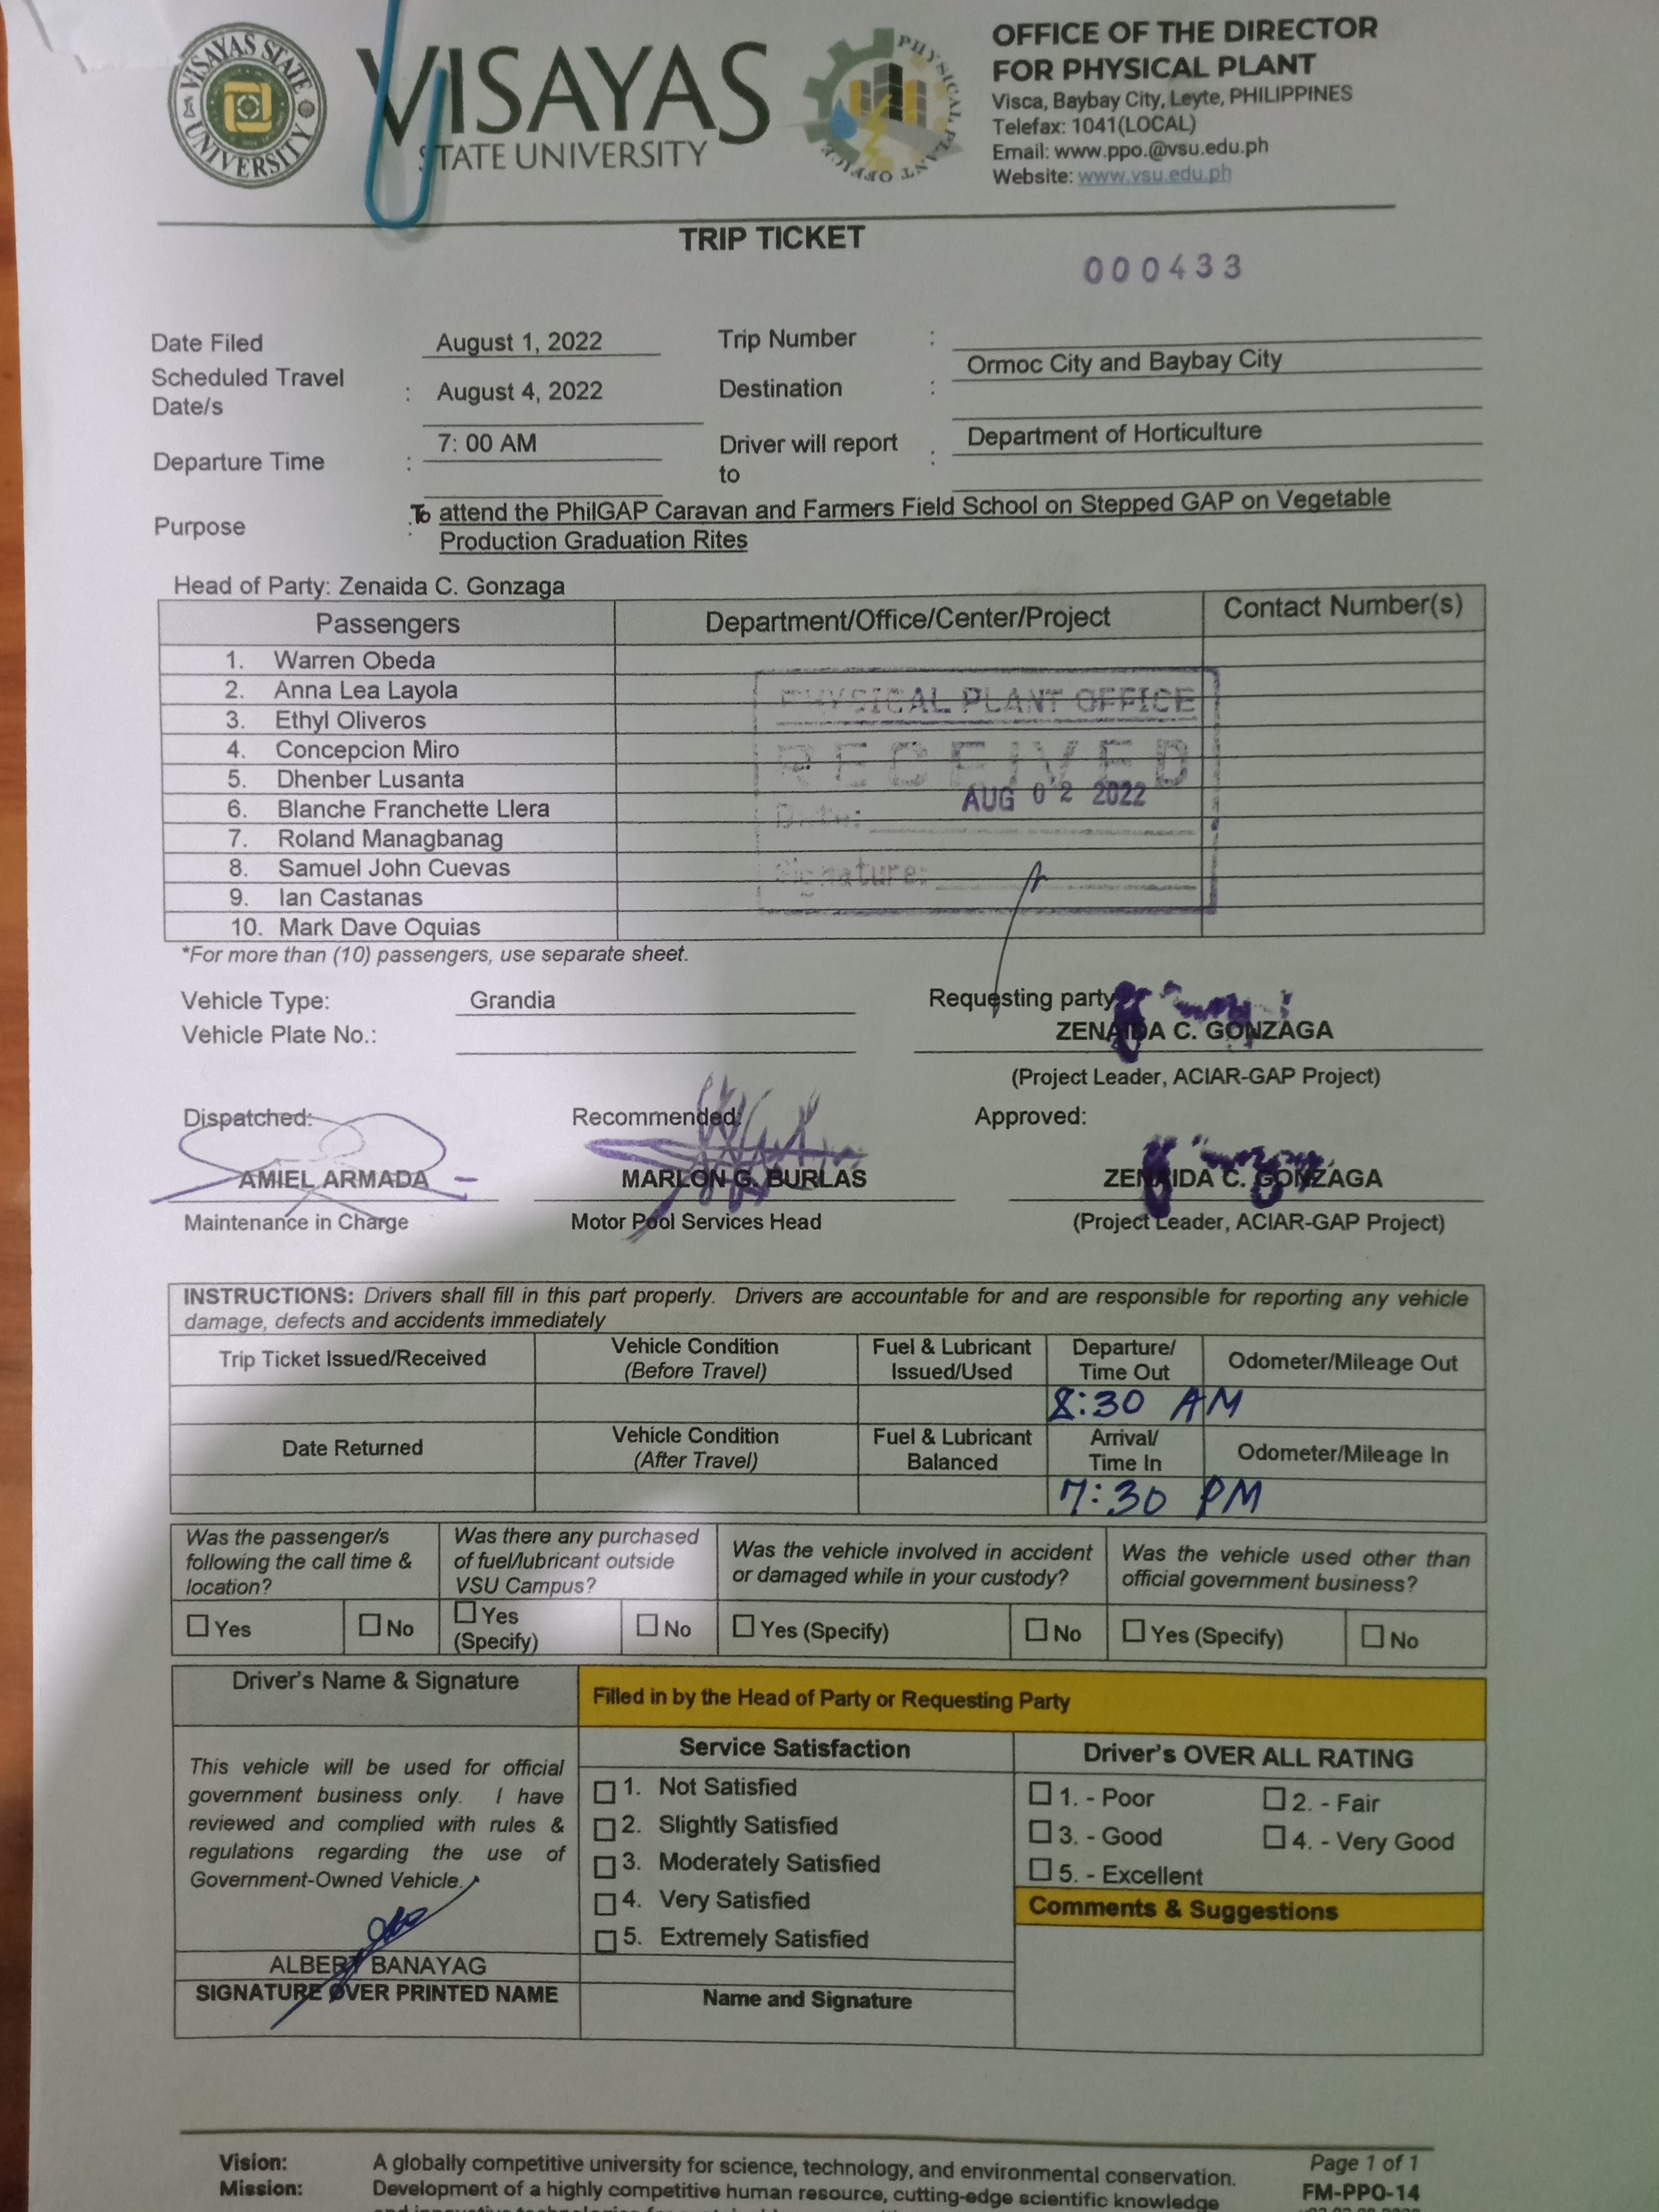 VISAYAS STATE UNIVERSITY
VISAYAS
STATE UNIVERSITY
PHYSICAL PLANT OFFICE
OFFICE OF THE DIRECTOR
FOR PHYSICAL PLANT
Visca, Baybay City, Leyte, PHILIPPINES
Telefax: 1041(LOCAL)
Email: www.ppo.@vsu.edu.ph
Website: www.vsu.edu.ph
TRIP TICKET
000433
Date Filed August 1, 2022 Trip Number :
Scheduled Travel Date/s : August 4, 2022 Destination : Ormoc City and Baybay City
Departure Time : 7: 00 AM Driver will report to : Department of Horticulture
Purpose : To attend the PhilGAP Caravan and Farmers Field School on Stepped GAP on Vegetable
Production Graduation Rites
Head of Party: Zenaida C. Gonzaga
Passengers Department/Office/Center/Project Contact Number(s)
1. Warren Obeda
2. Anna Lea Layola
3. Ethyl Oliveros
4. Concepcion Miro
5. Dhenber Lusanta
6. Blanche Franchette Llera
7. Roland Managbanag
8. Samuel John Cuevas
9. Ian Castanas
10. Mark Dave Oquias
PHYSICAL PLANT OFFICE
RECEIVED
AUG 02 2022
Date:
Signature:
*For more than (10) passengers, use separate sheet.
Vehicle Type: Grandia
Vehicle Plate No.:
Requesting party
ZENAIDA C. GONZAGA
(Project Leader, ACIAR-GAP Project)
Dispatched: Recommended: Approved:
AMIEL ARMADA MARLON G. BURLAS ZENAIDA C. GONZAGA
Maintenance in Charge Motor Pool Services Head (Project Leader, ACIAR-GAP Project)
INSTRUCTIONS: Drivers shall fill in this part properly. Drivers are accountable for and are responsible for reporting any vehicle
damage, defects and accidents immediately
Trip Ticket Issued/Received Vehicle Condition (Before Travel) Fuel & Lubricant Issued/Used Departure/ Time Out Odometer/Mileage Out
8:30 AM
Date Returned Vehicle Condition (After Travel) Fuel & Lubricant Balanced Arrival/ Time In Odometer/Mileage In
7:30 PM
Was the passenger/s following the call time & location?
Yes No
Was there any purchased of fuel/lubricant outside VSU Campus?
Yes (Specify) No
Was the vehicle involved in accident or damaged while in your custody?
Yes (Specify) No
Was the vehicle used other than official government business?
Yes (Specify) No
Driver's Name & Signature
This vehicle will be used for official
government business only. I have
reviewed and complied with rules &
regulations regarding the use of
Government-Owned Vehicle.
ALBERT BANAYAG
SIGNATURE OVER PRINTED NAME
Filled in by the Head of Party or Requesting Party
Service Satisfaction
1. Not Satisfied
2. Slightly Satisfied
3. Moderately Satisfied
4. Very Satisfied
5. Extremely Satisfied
Name and Signature
Driver's OVER ALL RATING
1. - Poor 2. - Fair
3. - Good 4. - Very Good
5. - Excellent
Comments & Suggestions
Vision: A globally competitive university for science, technology, and environmental conservation.
Mission: Development of a highly competitive human resource, cutting-edge scientific knowledge
Page 1 of 1
FM-PPO-14